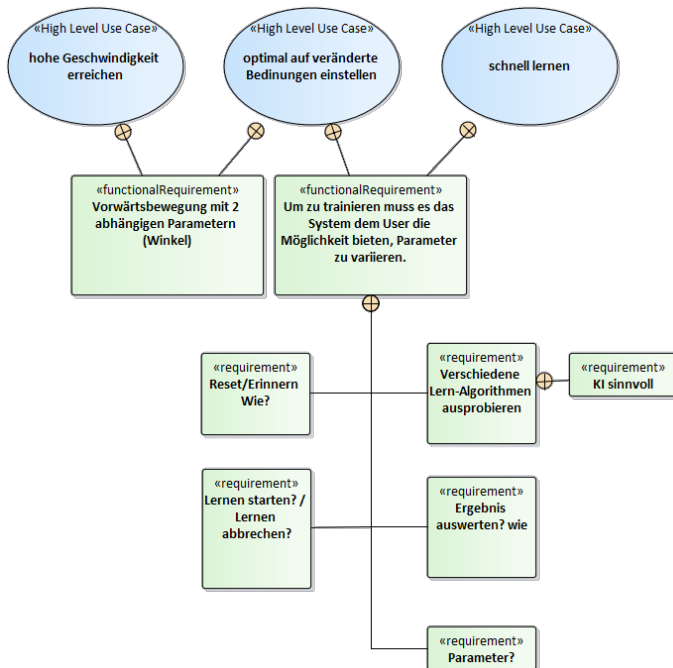 «High Level Use Case»
hohe Geschwindigkeit
erreichen
«High Level Use Case»
optimal auf veränderte
Bedinungen einstellen
«High Level Use Case»
schnell lernen
«functionalRequirement»
Vorwärtsbewegung mit 2
abhängigen Parametern
(Winkel)
«functionalRequirement»
Um zu trainieren muss es das
System dem User die
Möglichkeit bieten, Parameter
zu variieren.
«requirement»
Reset/Erinnern
Wie?
«requirement»
Verschiedene
Lern-Algorithmen
ausprobieren
«requirement»
KI sinnvoll
«requirement»
Lernen starten? /
Lernen
abbrechen?
«requirement»
Ergebnis
auswerten? wie
«requirement»
Parameter?